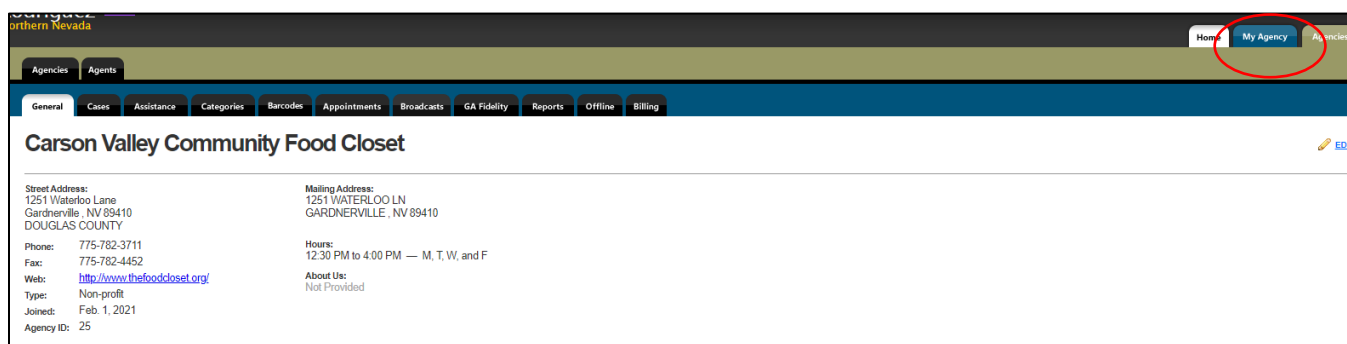 orthern Nevada
Home My Agency Agencies
Agencies Agents
General Cases Assistance Categories Barcodes Appointments Broadcasts GA Fidelity Reports Offline Billing
Carson Valley Community Food Closet
ED
Street Address:
1251 Waterloo Lane
Gardnerville , NV 89410
DOUGLAS COUNTY
Phone: 775-782-3711
Fax: 775-782-4452
Web: http://www.thefoodcloset.org/
Type: Non-profit
Joined: Feb. 1, 2021
Agency ID: 25
Mailing Address:
1251 WATERLOO LN
GARDNERVILLE , NV 89410
Hours:
12:30 PM to 4:00 PM — M, T, W, and F
About Us:
Not Provided